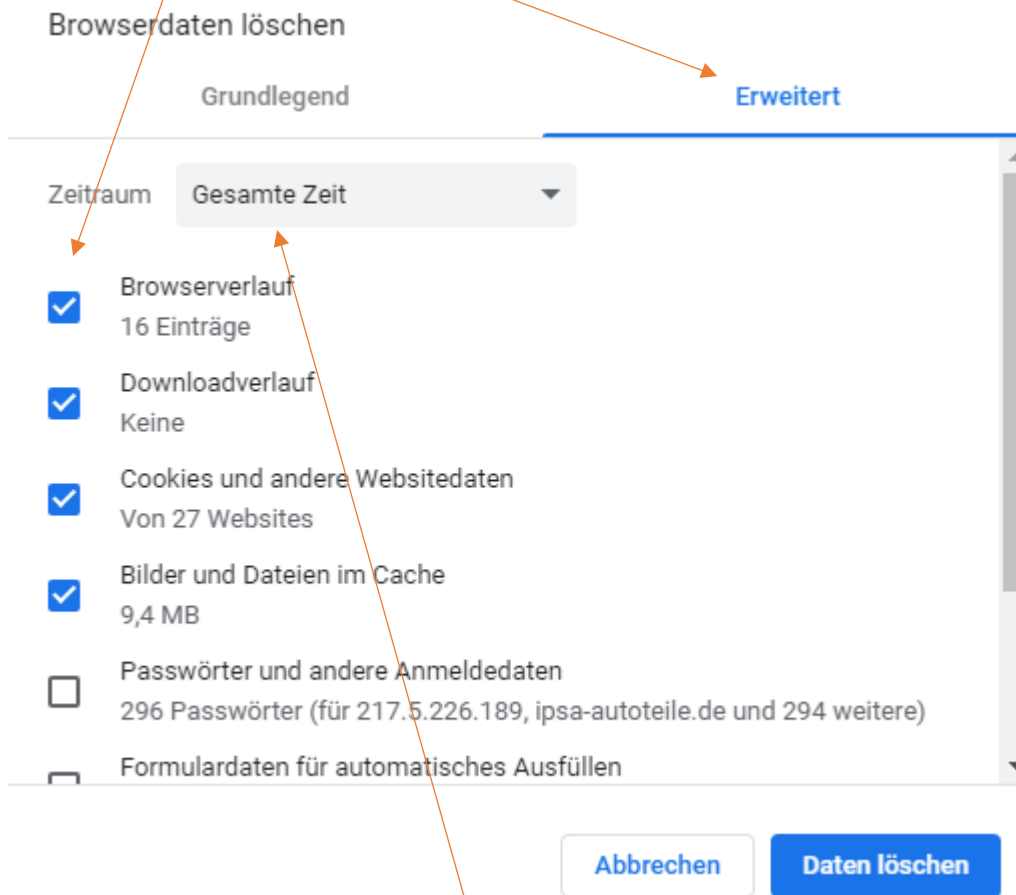 Browserdaten löschen
Grundlegend
Erweitert
Zeitraum
Gesamte Zeit
Browserverlauf
16 Einträge
Downloadverlauf
Keine
Cookies und andere Websitedaten
Von 27 Websites
Bilder und Dateien im Cache
9,4 MB
Passwörter und andere Anmeldedaten
296 Passwörter (für 217.5.226.189, ipsa-autoteile.de und 294 weitere)
Formulardaten für automatisches Ausfüllen
Abbrechen
Daten löschen